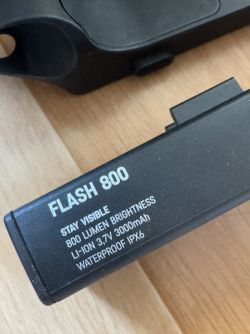 FLASH 800
STAY VISIBLE
800 LUMEN BRIGHTNESS
LI-ION 3,7V 3000mAh
WATERPROOF IPX6